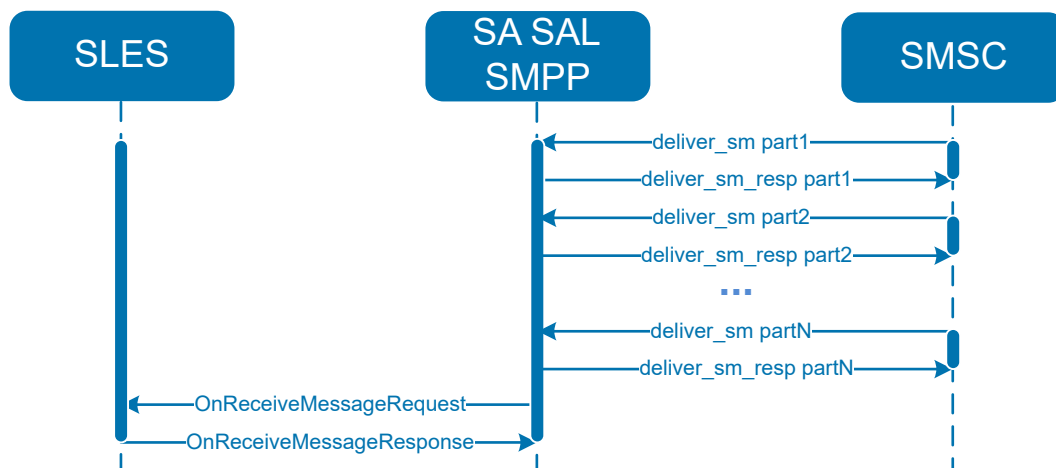 SLES
SA SAL
SMPP
SMSC
deliver_sm part1
deliver_sm_resp part1
deliver_sm part2
deliver_sm_resp part2
...
deliver_sm partN
deliver_sm_resp partN
OnReceiveMessageRequest
OnReceiveMessageResponse